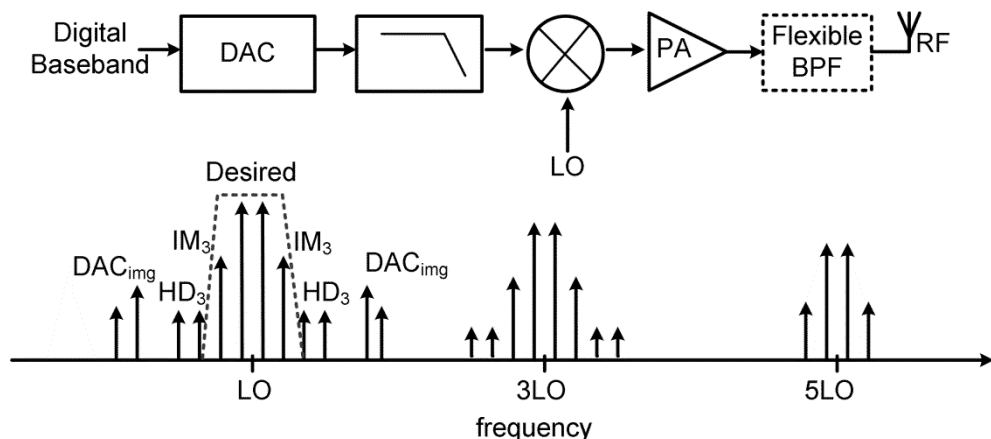 Digital
Baseband
DAC
PA
Flexible
BPF
RF
LO
Desired
IM3
IM3
DACimg
DACimg
HD3
HD3
LO
3LO
5LO
frequency